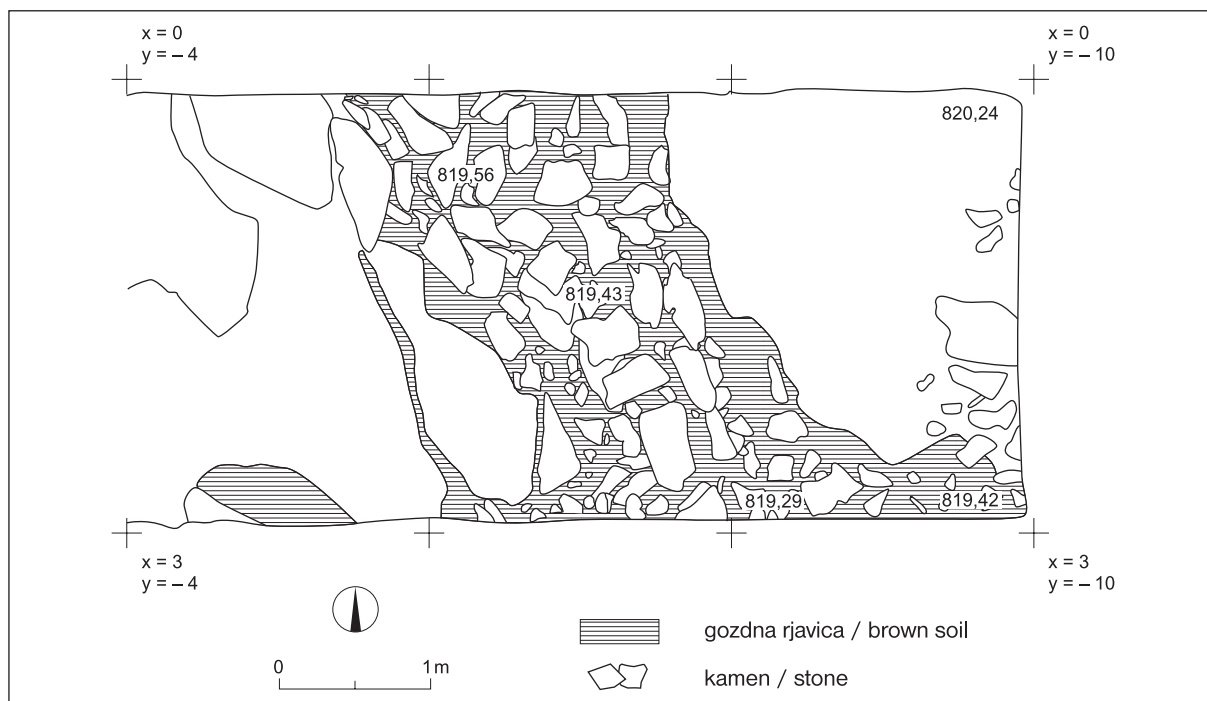 x = 0
y = – 4
x = 0
y = – 10
820,24
819,56
819,43
819,29
819,42
x = 3
y = – 4
x = 3
y = – 10
gozdna rjavica / brown soil
0 1 m
kamen / stone